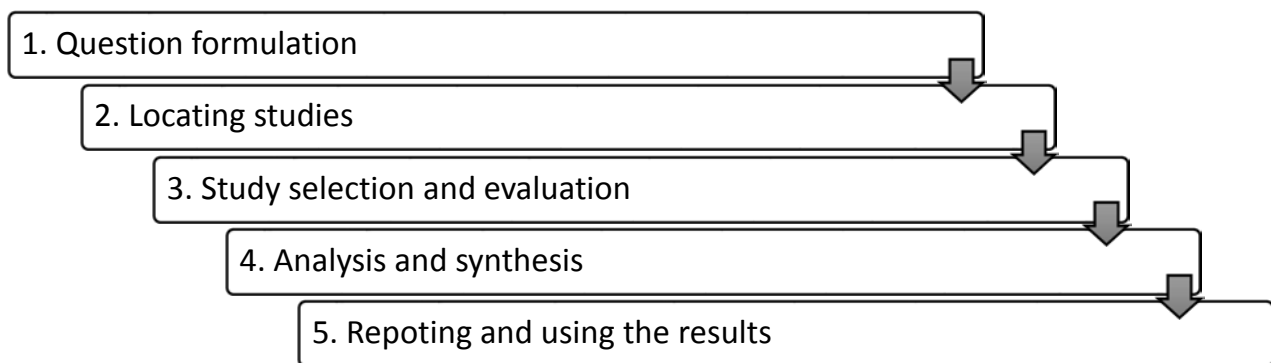 1. Question formulation
2. Locating studies
3. Study selection and evaluation
4. Analysis and synthesis
5. Repoting and using the results